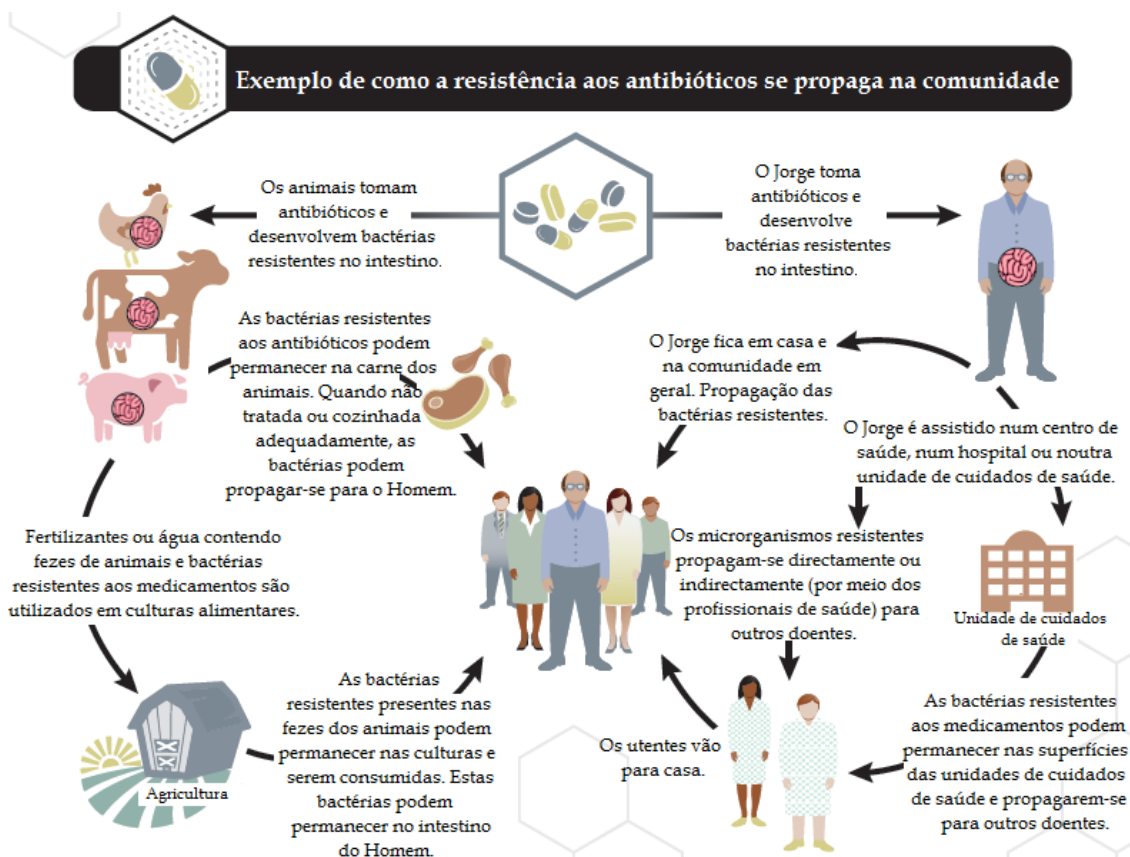 Exemplo de como a resistência aos antibióticos se propaga na comunidade
Os animais tomam
antibióticos e
desenvolvem bactérias
resistentes no intestino.
O Jorge toma
antibióticos e
desenvolve
bactérias resistentes
no intestino.
As bactérias resistentes
aos antibióticos podem
permanecer na carne dos
animais. Quando não
tratada ou cozinhada
adequadamente, as
bactérias podem
propagar-se para o Homem.
O Jorge fica em casa e
na comunidade em
geral. Propagação das
bactérias resistentes.
O Jorge é assistido num centro de
saúde, num hospital ou noutra
unidade de cuidados de saúde.
Fertilizantes ou água contendo
fezes de animais e bactérias
resistentes aos medicamentos são
utilizados em culturas alimentares.
Os microrganismos resistentes
propagam-se directamente ou
indirectamente (por meio dos
profissionais de saúde) para
outros doentes.
Unidade de cuidados
de saúde
Agricultura
As bactérias
resistentes presentes nas
fezes dos animais podem
permanecer nas culturas e
serem consumidas. Estas
bactérias podem
permanecer no intestino
do Homem.
Os utentes vão
para casa.
As bactérias resistentes
aos medicamentos podem
permanecer nas superfícies
das unidades de cuidados
de saúde e propagarem-se
para outros doentes.